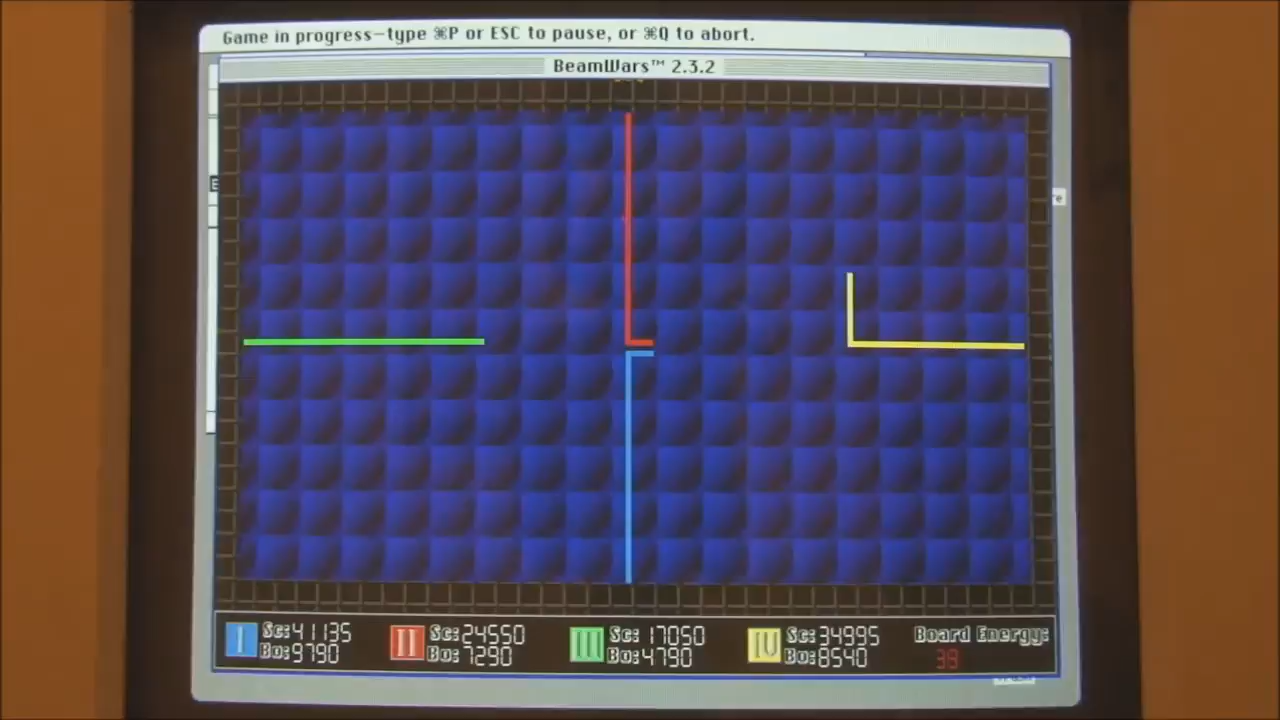 Game in progress—type ⌘P or ESC to pause, or ⌘Q to abort.
BeamWars™ 2.3.2
E
re
I Sc:41135 II Sc:24550 III Sc:17050 IV Sc:34995 Board Energy:
Bo:9790 Bo:7290 Bo:4790 Bo:8540 39